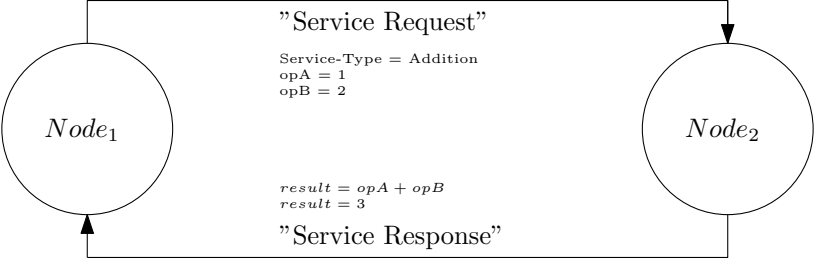 ”Service Request”
Service-Type = Addition
opA = 1
opB = 2
Node₁
Node₂
result = opA + opB
result = 3
”Service Response”